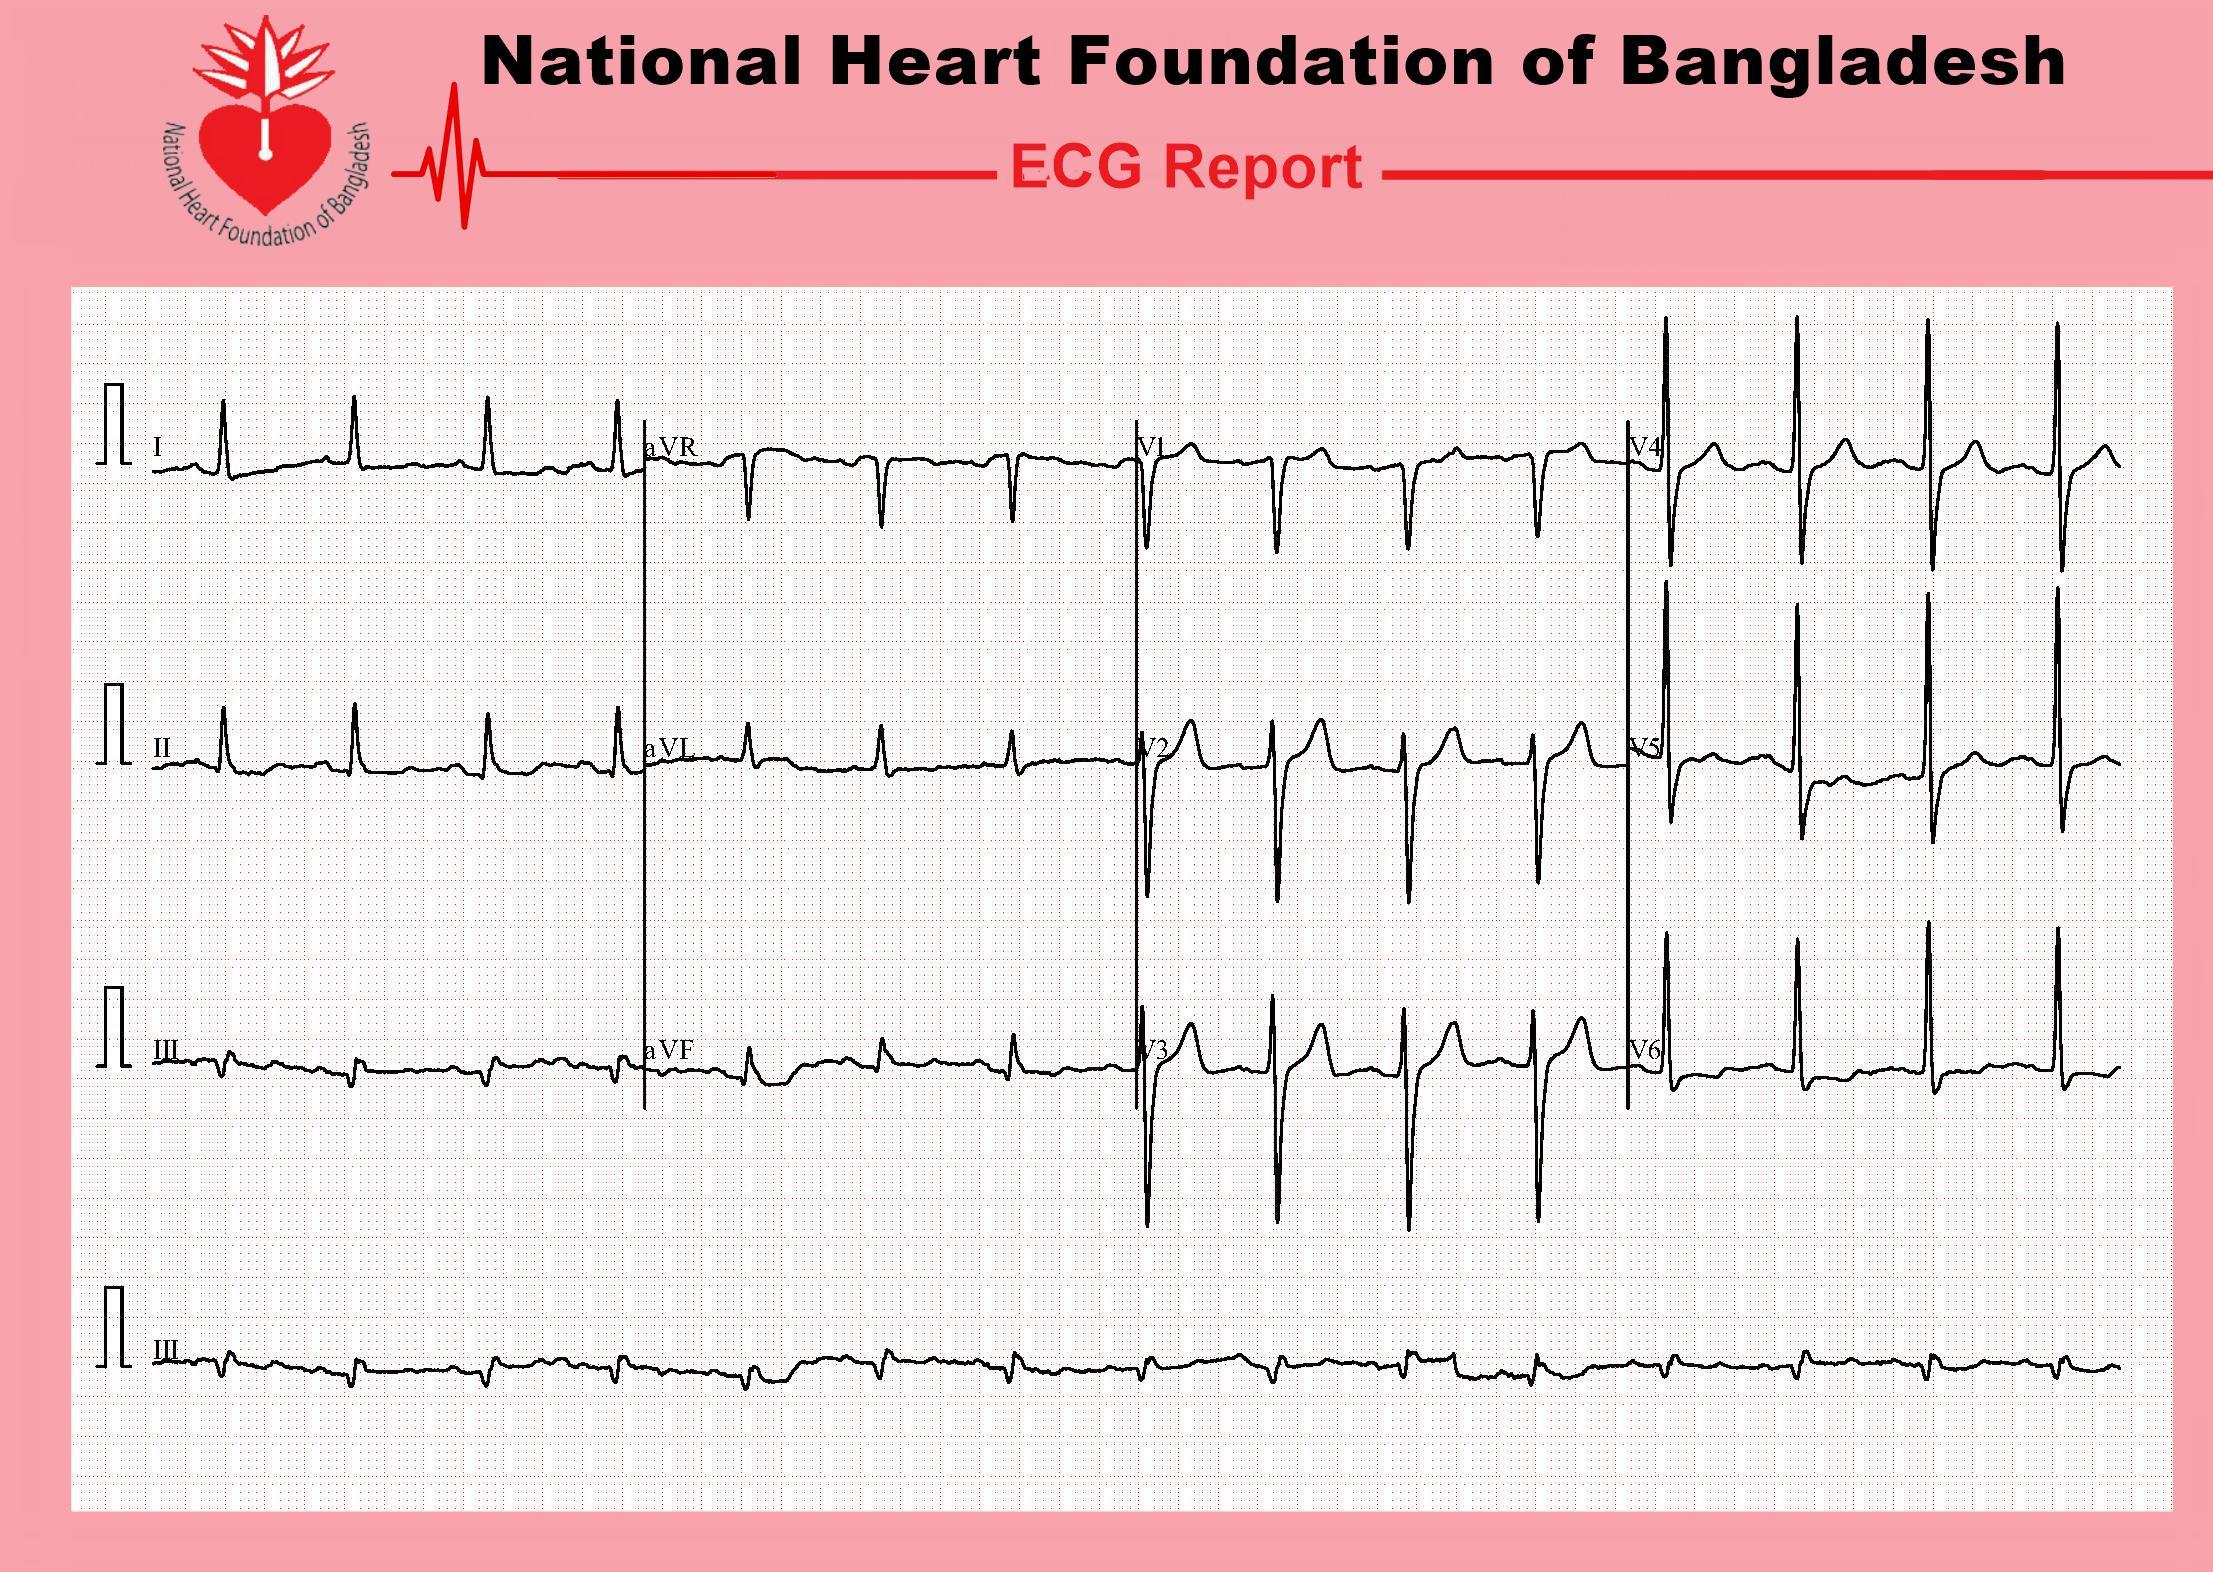 National Heart Foundation of Bangladesh
National Heart Foundation of Bangladesh
ECG Report
I
aVR
V1
V4
II
aVL
V2
V5
III
aVF
V3
V6
III